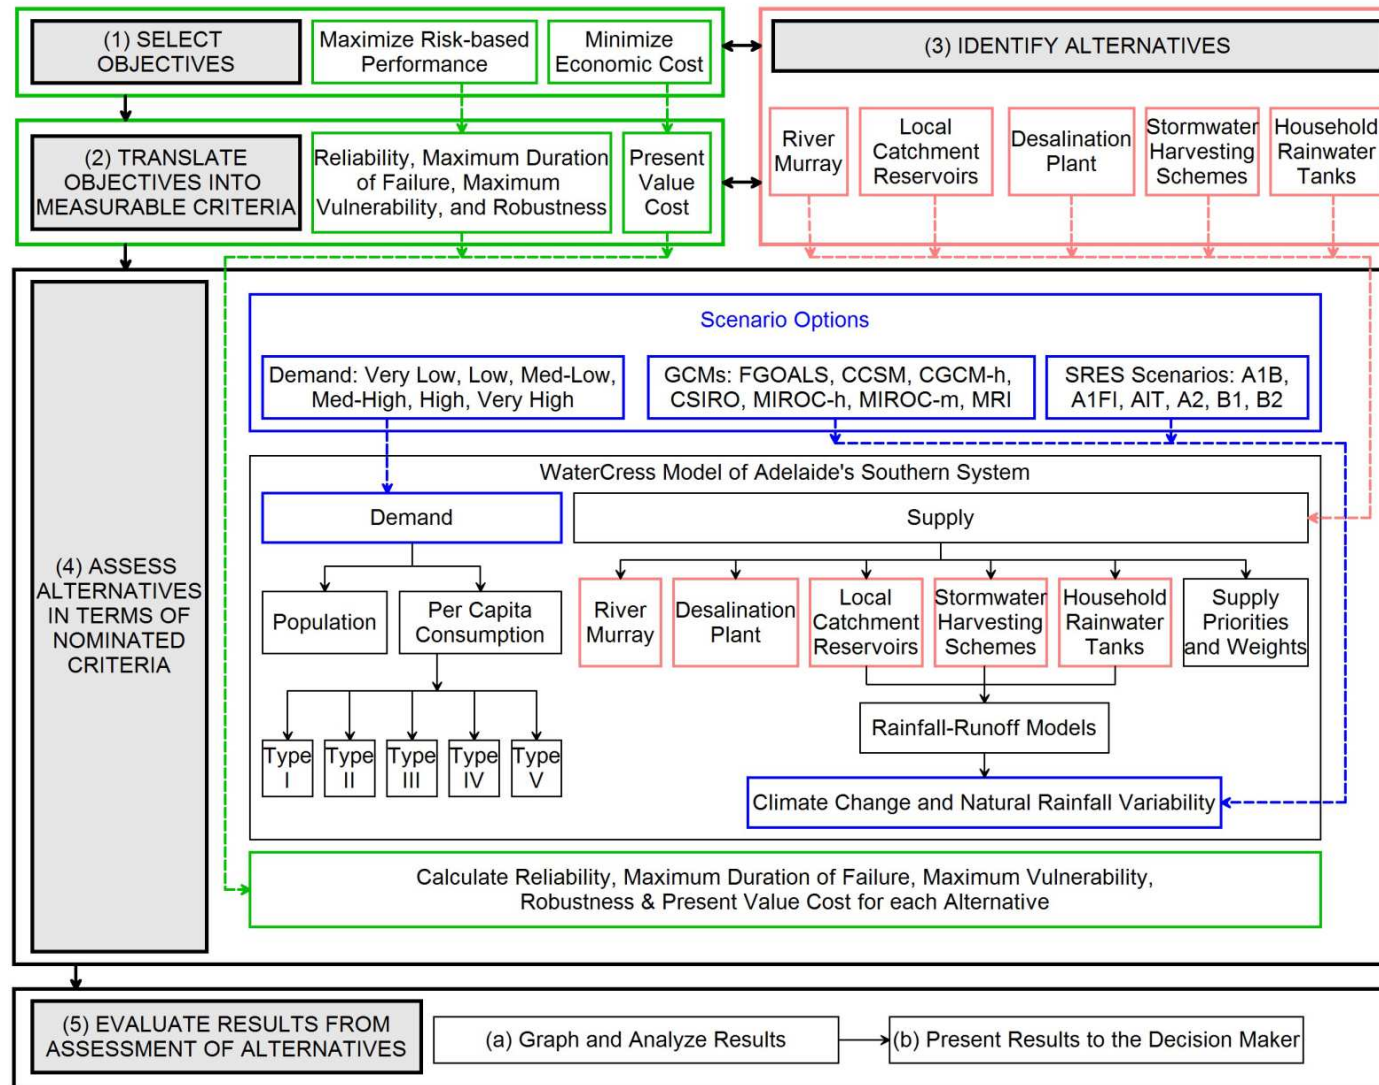 (1) SELECT
OBJECTIVES
Maximize Risk-based
Performance
Minimize
Economic Cost
(3) IDENTIFY ALTERNATIVES
(2) TRANSLATE
OBJECTIVES INTO
MEASURABLE CRITERIA
Reliability, Maximum Duration
of Failure, Maximum
Vulnerability, and Robustness
Present
Value
Cost
River
Murray
Local
Catchment
Reservoirs
Desalination
Plant
Stormwater
Harvesting
Schemes
Household
Rainwater
Tanks
(4) ASSESS
ALTERNATIVES
IN TERMS OF
NOMINATED
CRITERIA
Scenario Options
Demand: Very Low, Low, Med-Low,
Med-High, High, Very High
GCMs: FGOALS, CCSM, CGCM-h,
CSIRO, MIROC-h, MIROC-m, MRI
SRES Scenarios: A1B,
A1FI, AIT, A2, B1, B2
WaterCress Model of Adelaide's Southern System
Demand
Supply
Population
Per Capita
Consumption
River
Murray
Desalination
Plant
Local
Catchment
Reservoirs
Stormwater
Harvesting
Schemes
Household
Rainwater
Tanks
Supply
Priorities
and Weights
Type
I
Type
II
Type
III
Type
IV
Type
V
Rainfall-Runoff Models
Climate Change and Natural Rainfall Variability
Calculate Reliability, Maximum Duration of Failure, Maximum Vulnerability,
Robustness & Present Value Cost for each Alternative
(5) EVALUATE RESULTS FROM
ASSESSMENT OF ALTERNATIVES
(a) Graph and Analyze Results
(b) Present Results to the Decision Maker